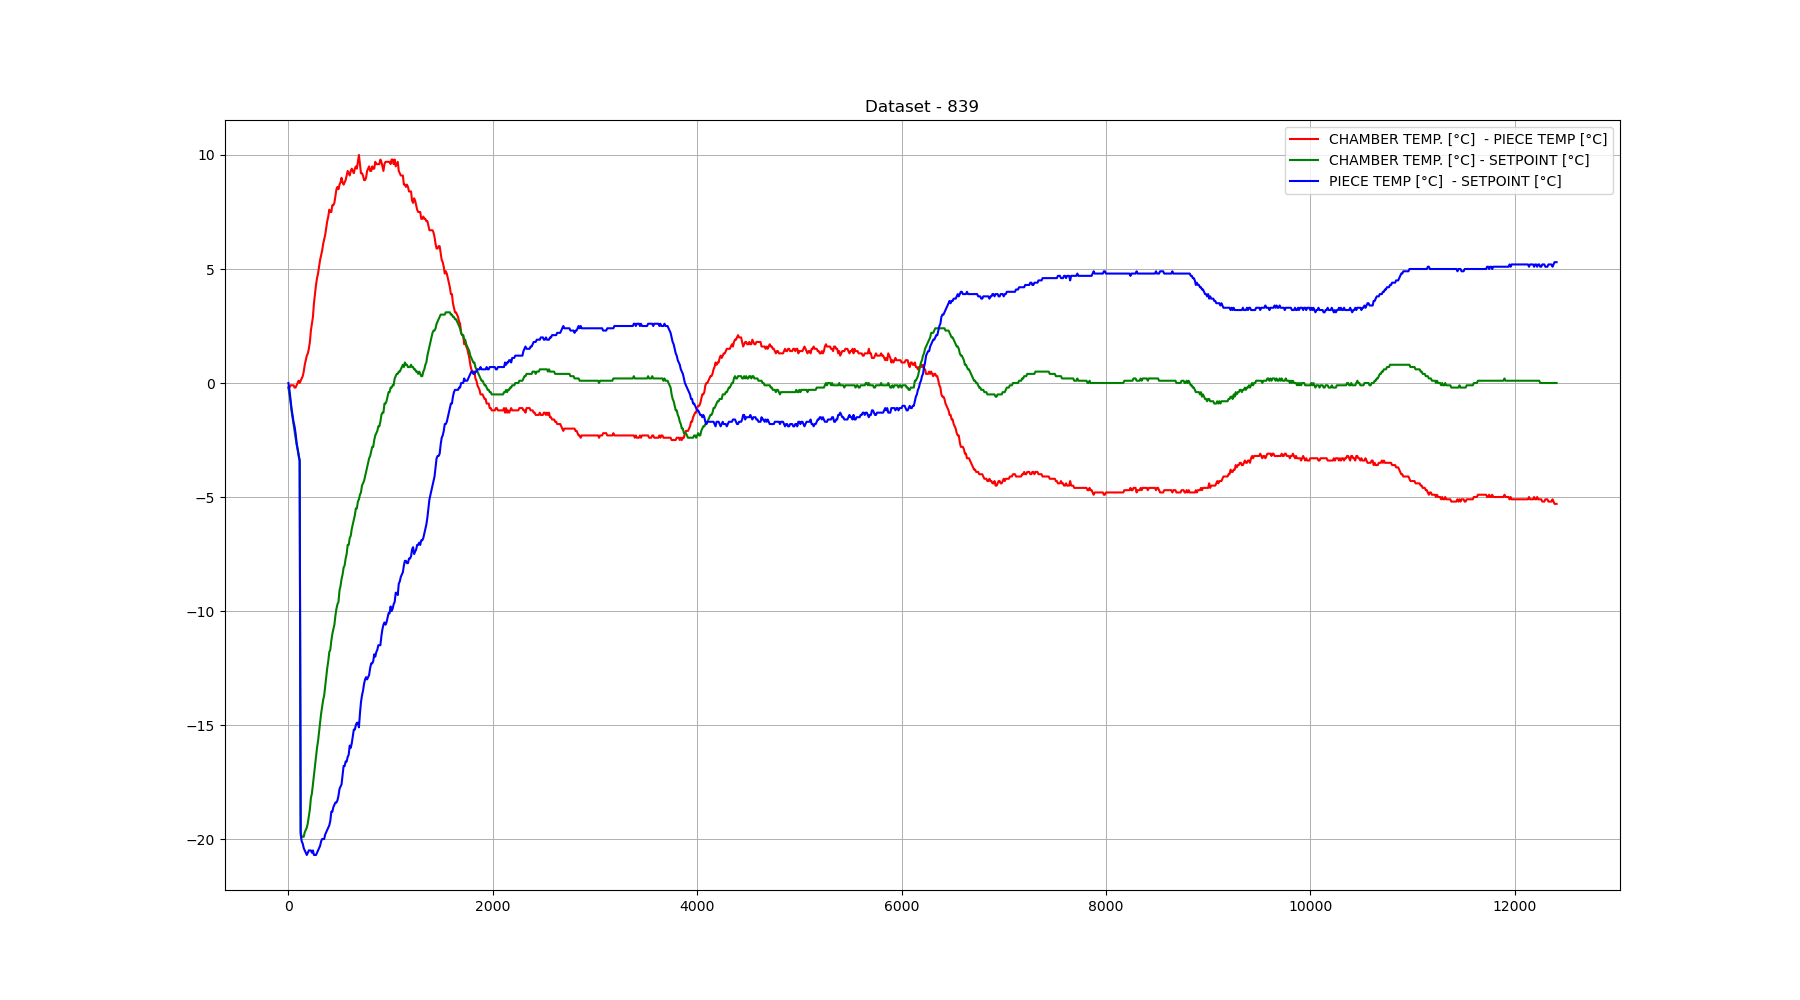 Dataset - 839
CHAMBER TEMP. [°C]  - PIECE TEMP [°C]
CHAMBER TEMP. [°C] - SETPOINT [°C]
PIECE TEMP [°C]  - SETPOINT [°C]
10
5
0
−5
−10
−15
−20
0 2000 4000 6000 8000 10000 12000